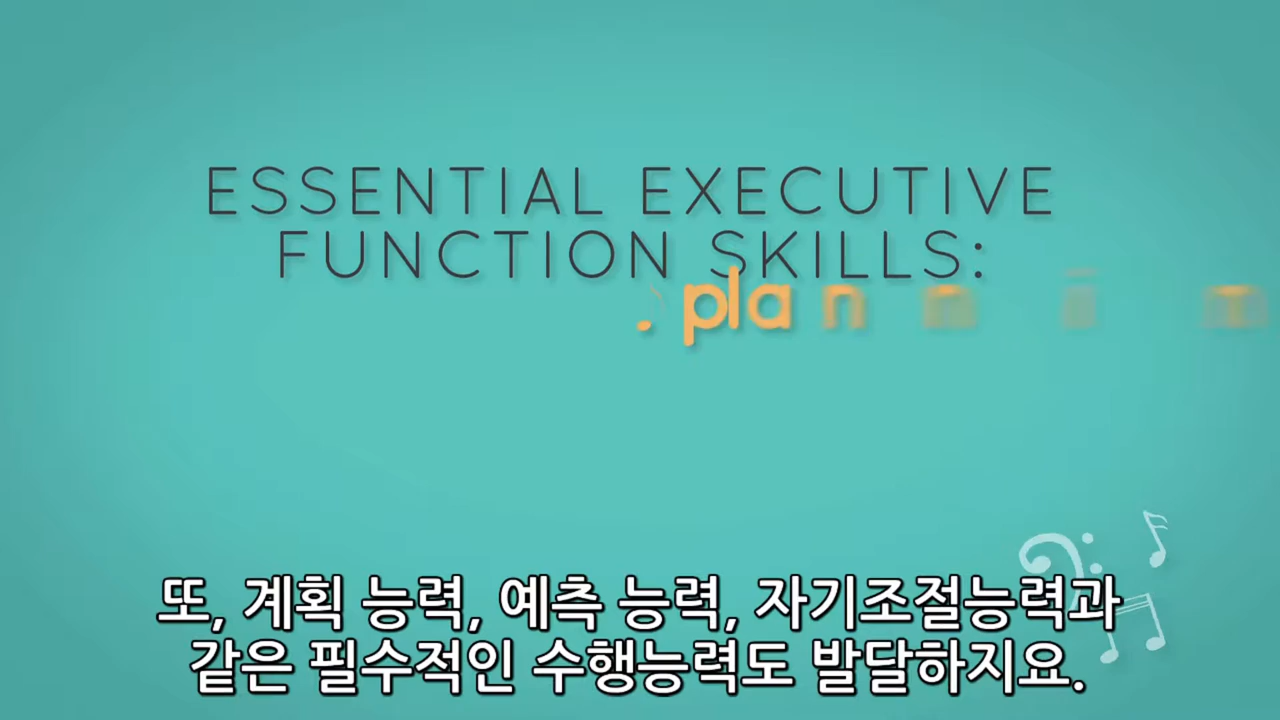 ESSENTIAL EXECUTIVE
FUNCTION SKILLS:
또, 계획 능력, 예측 능력, 자기조절능력과
같은 필수적인 수행능력도 발달하지요.